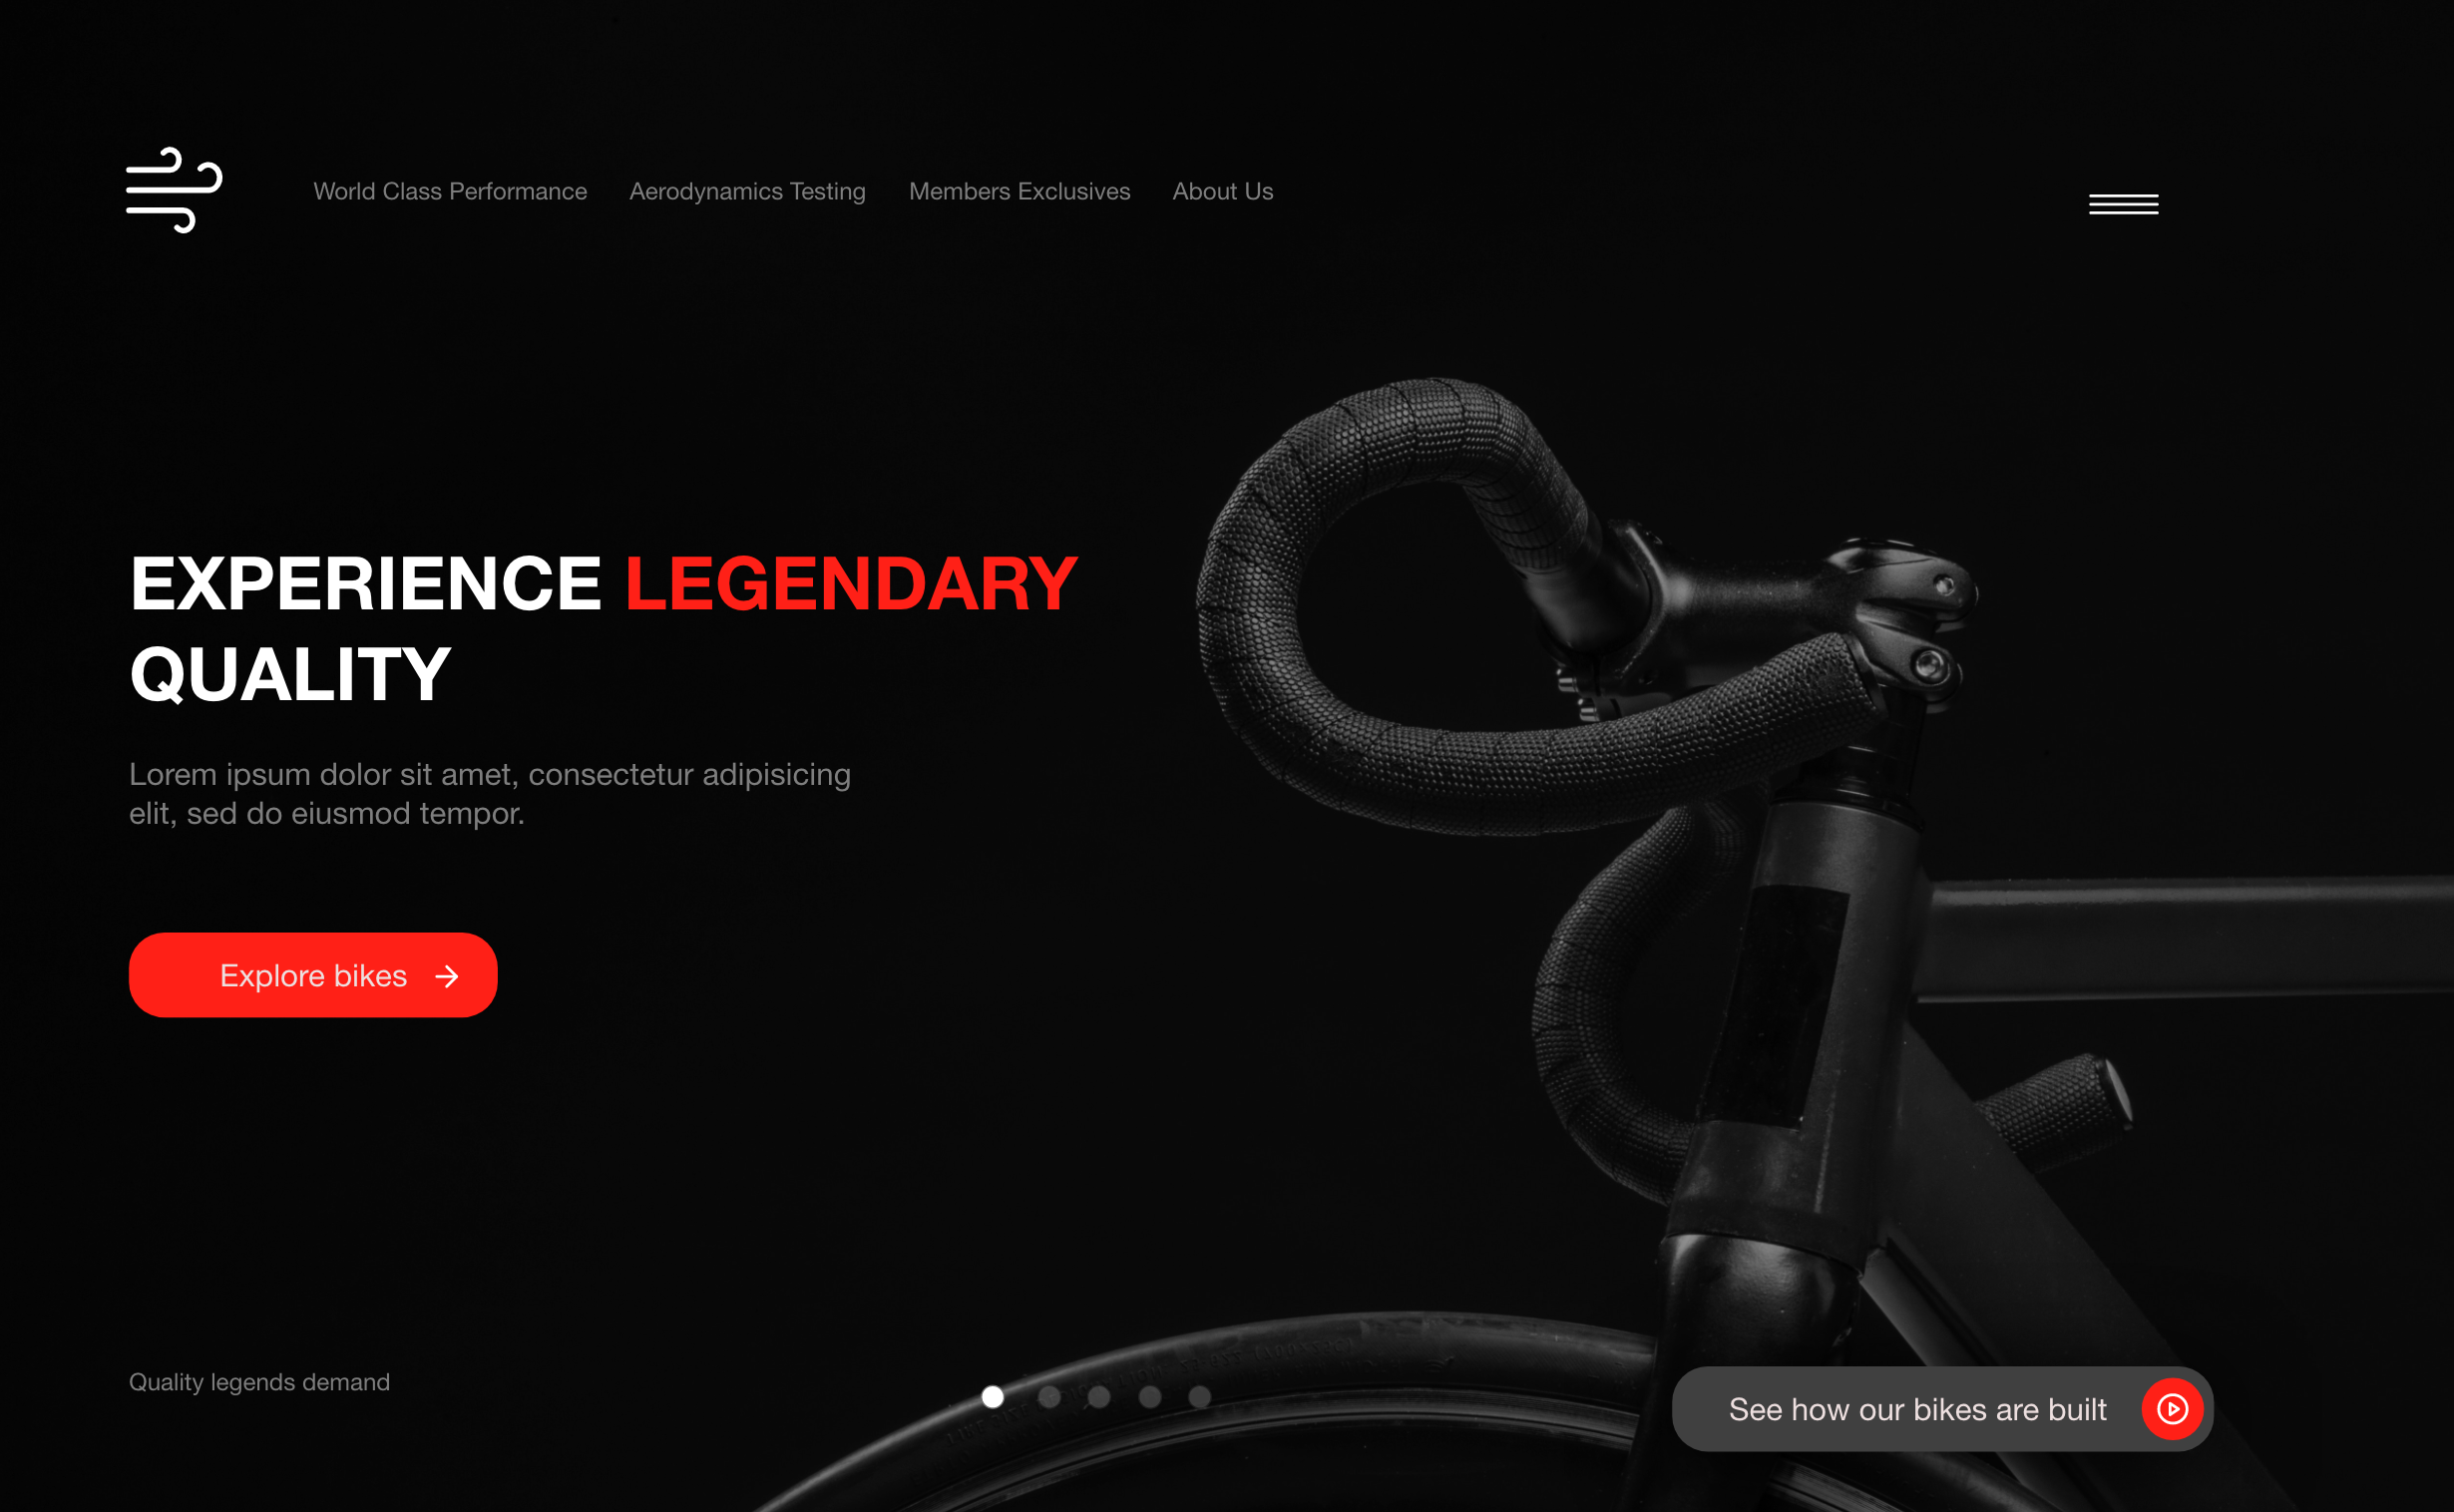 World Class Performance Aerodynamics Testing Members Exclusives About Us
EXPERIENCE LEGENDARY
QUALITY
Lorem ipsum dolor sit amet, consectetur adipisicing
elit, sed do eiusmod tempor.
Explore bikes
Quality legends demand
See how our bikes are built